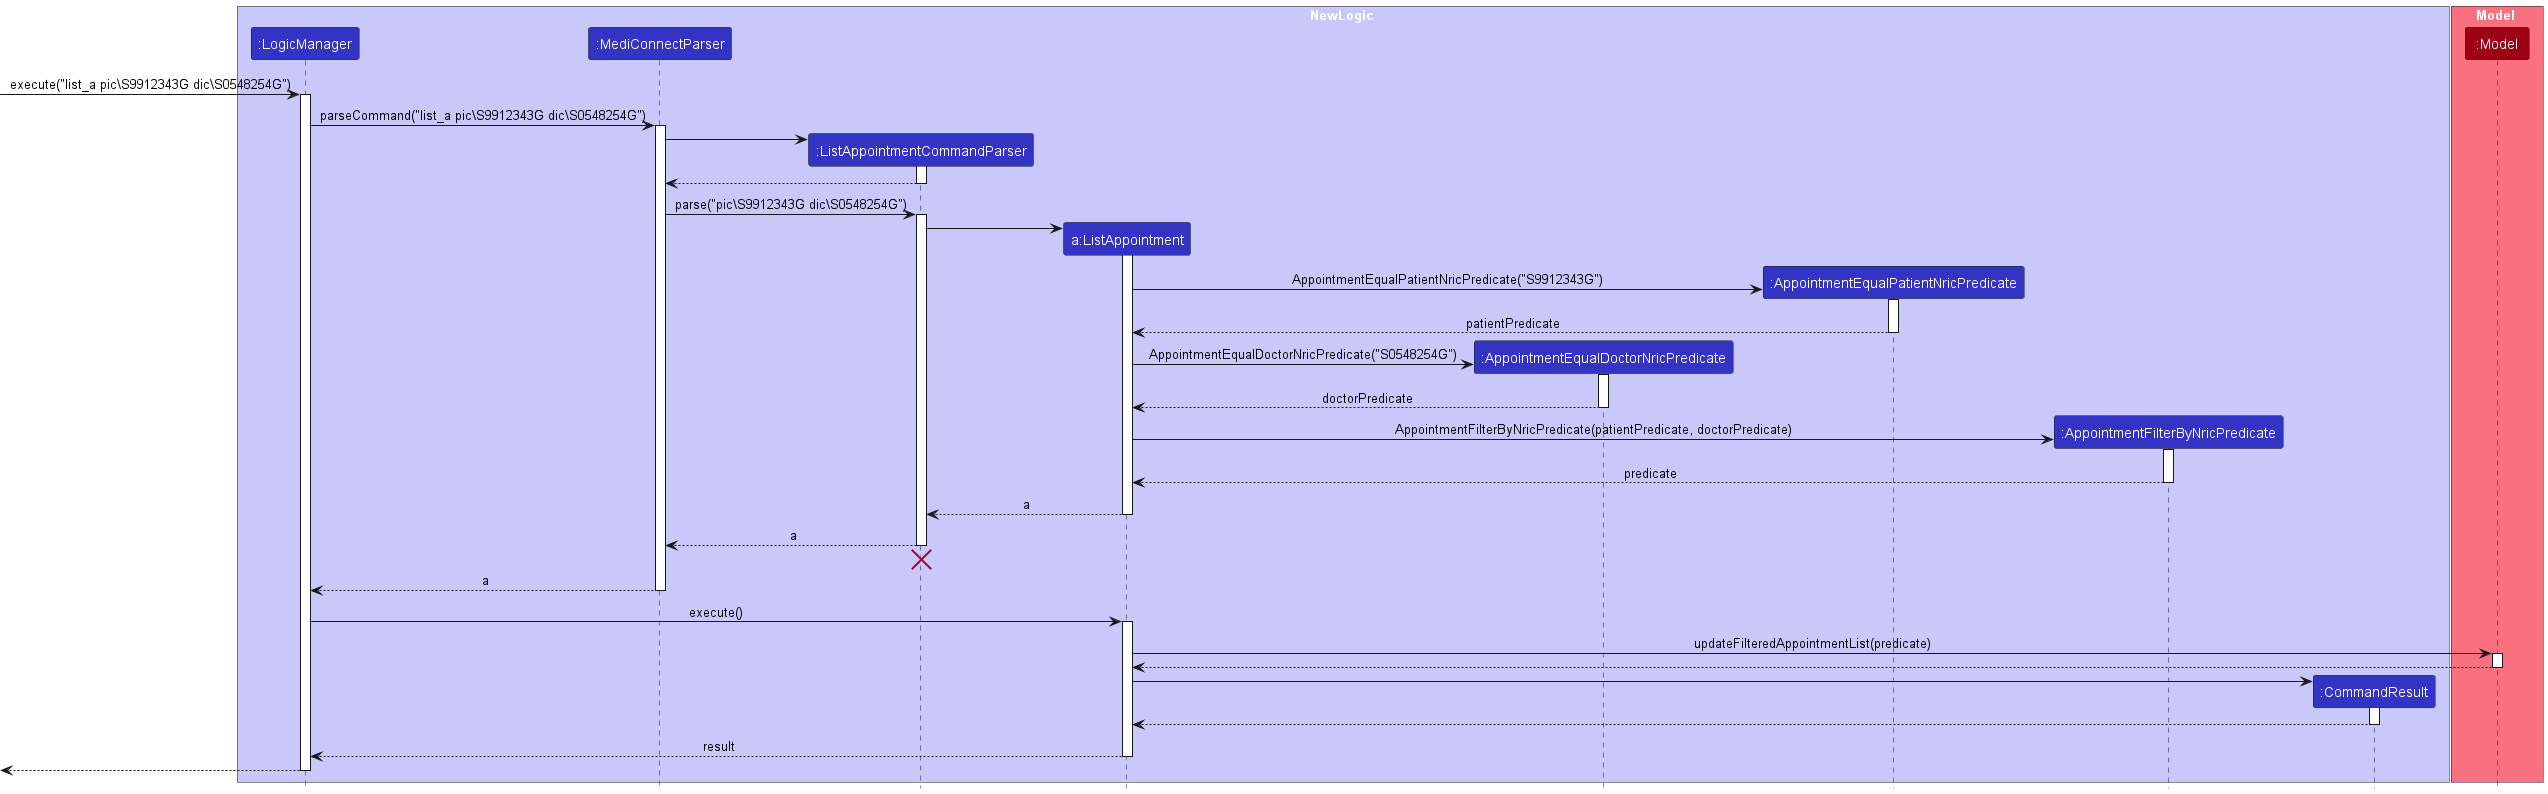 NewLogic
Model
:LogicManager
:MediConnectParser
:Model
execute("list_a pic\S9912343G dic\S0548254G")
parseCommand("list_a pic\S9912343G dic\S0548254G")
:ListAppointmentCommandParser
parse("pic\S9912343G dic\S0548254G")
a:ListAppointment
AppointmentEqualPatientNricPredicate("S9912343G")
:AppointmentEqualPatientNricPredicate
patientPredicate
AppointmentEqualDoctorNricPredicate("S0548254G")
:AppointmentEqualDoctorNricPredicate
doctorPredicate
AppointmentFilterByNricPredicate(patientPredicate, doctorPredicate)
:AppointmentFilterByNricPredicate
predicate
a
a
a
execute()
updateFilteredAppointmentList(predicate)
:CommandResult
result